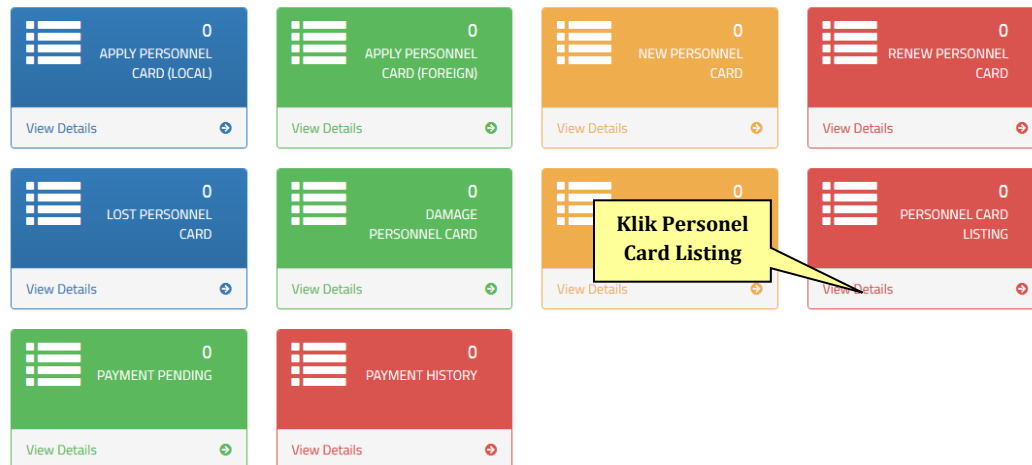 0
APPLY PERSONNEL
CARD (LOCAL)
View Details
0
APPLY PERSONNEL
CARD (FOREIGN)
View Details
0
NEW PERSONNEL
CARD
View Details
0
RENEW PERSONNEL
CARD
View Details
0
LOST PERSONNEL
CARD
View Details
0
DAMAGE
PERSONNEL CARD
View Details
0
View Details
Klik Personel
Card Listing
0
PERSONNEL CARD
LISTING
View Details
0
PAYMENT PENDING
View Details
0
PAYMENT HISTORY
View Details